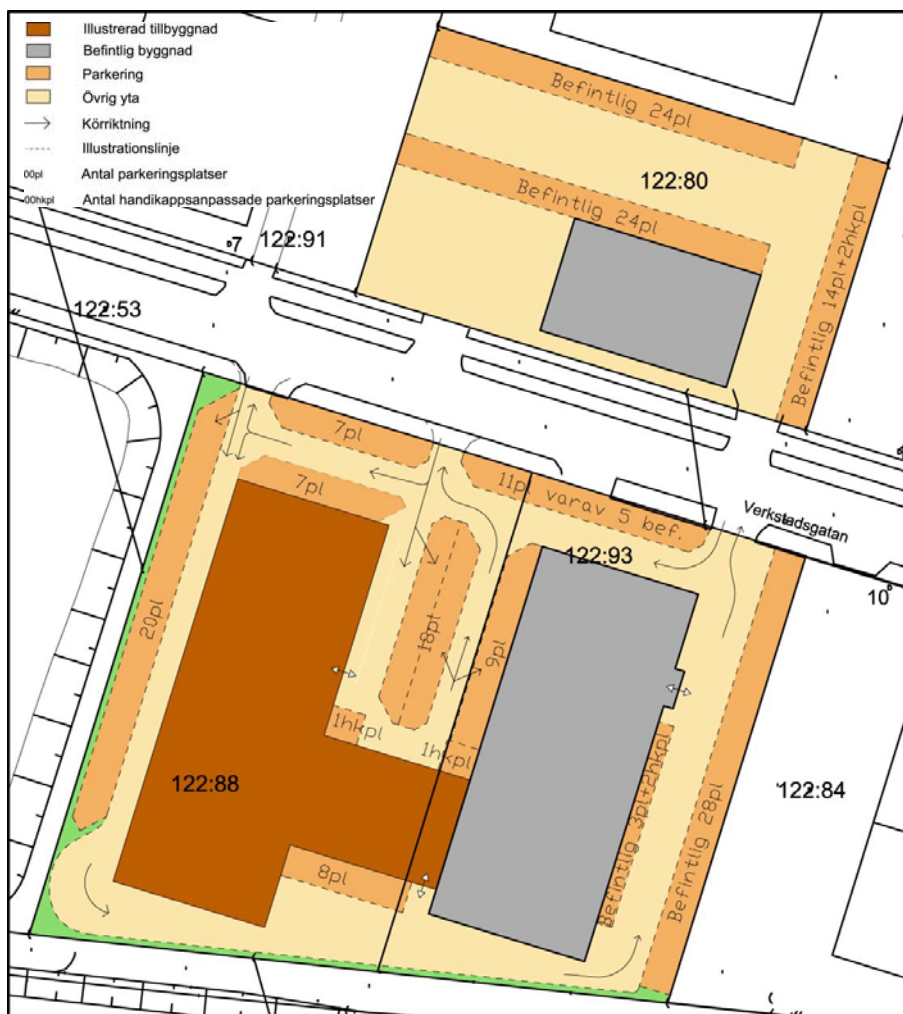 Illustrerad tillbyggnad
Befintlig byggnad
Parkering
Övrig yta
Körriktning
Illustrationslinje
00pl Antal parkeringsplatser
00hkpl Antal handikappsanpassade parkeringsplatser
Befintlig 24pl
122:80
Befintlig 24pl
Befintlig 14pl+2hkpl
7
122:91
122:53
7pl
7pl
11pl varav 5 bef.
Verkstadsgatan
122:93
10
20pl
18pl
9pl
1hkpl
1hkpl
122:88
122:84
Befintlig 3pl+2hkpl
Befintlig 28pl
8pl